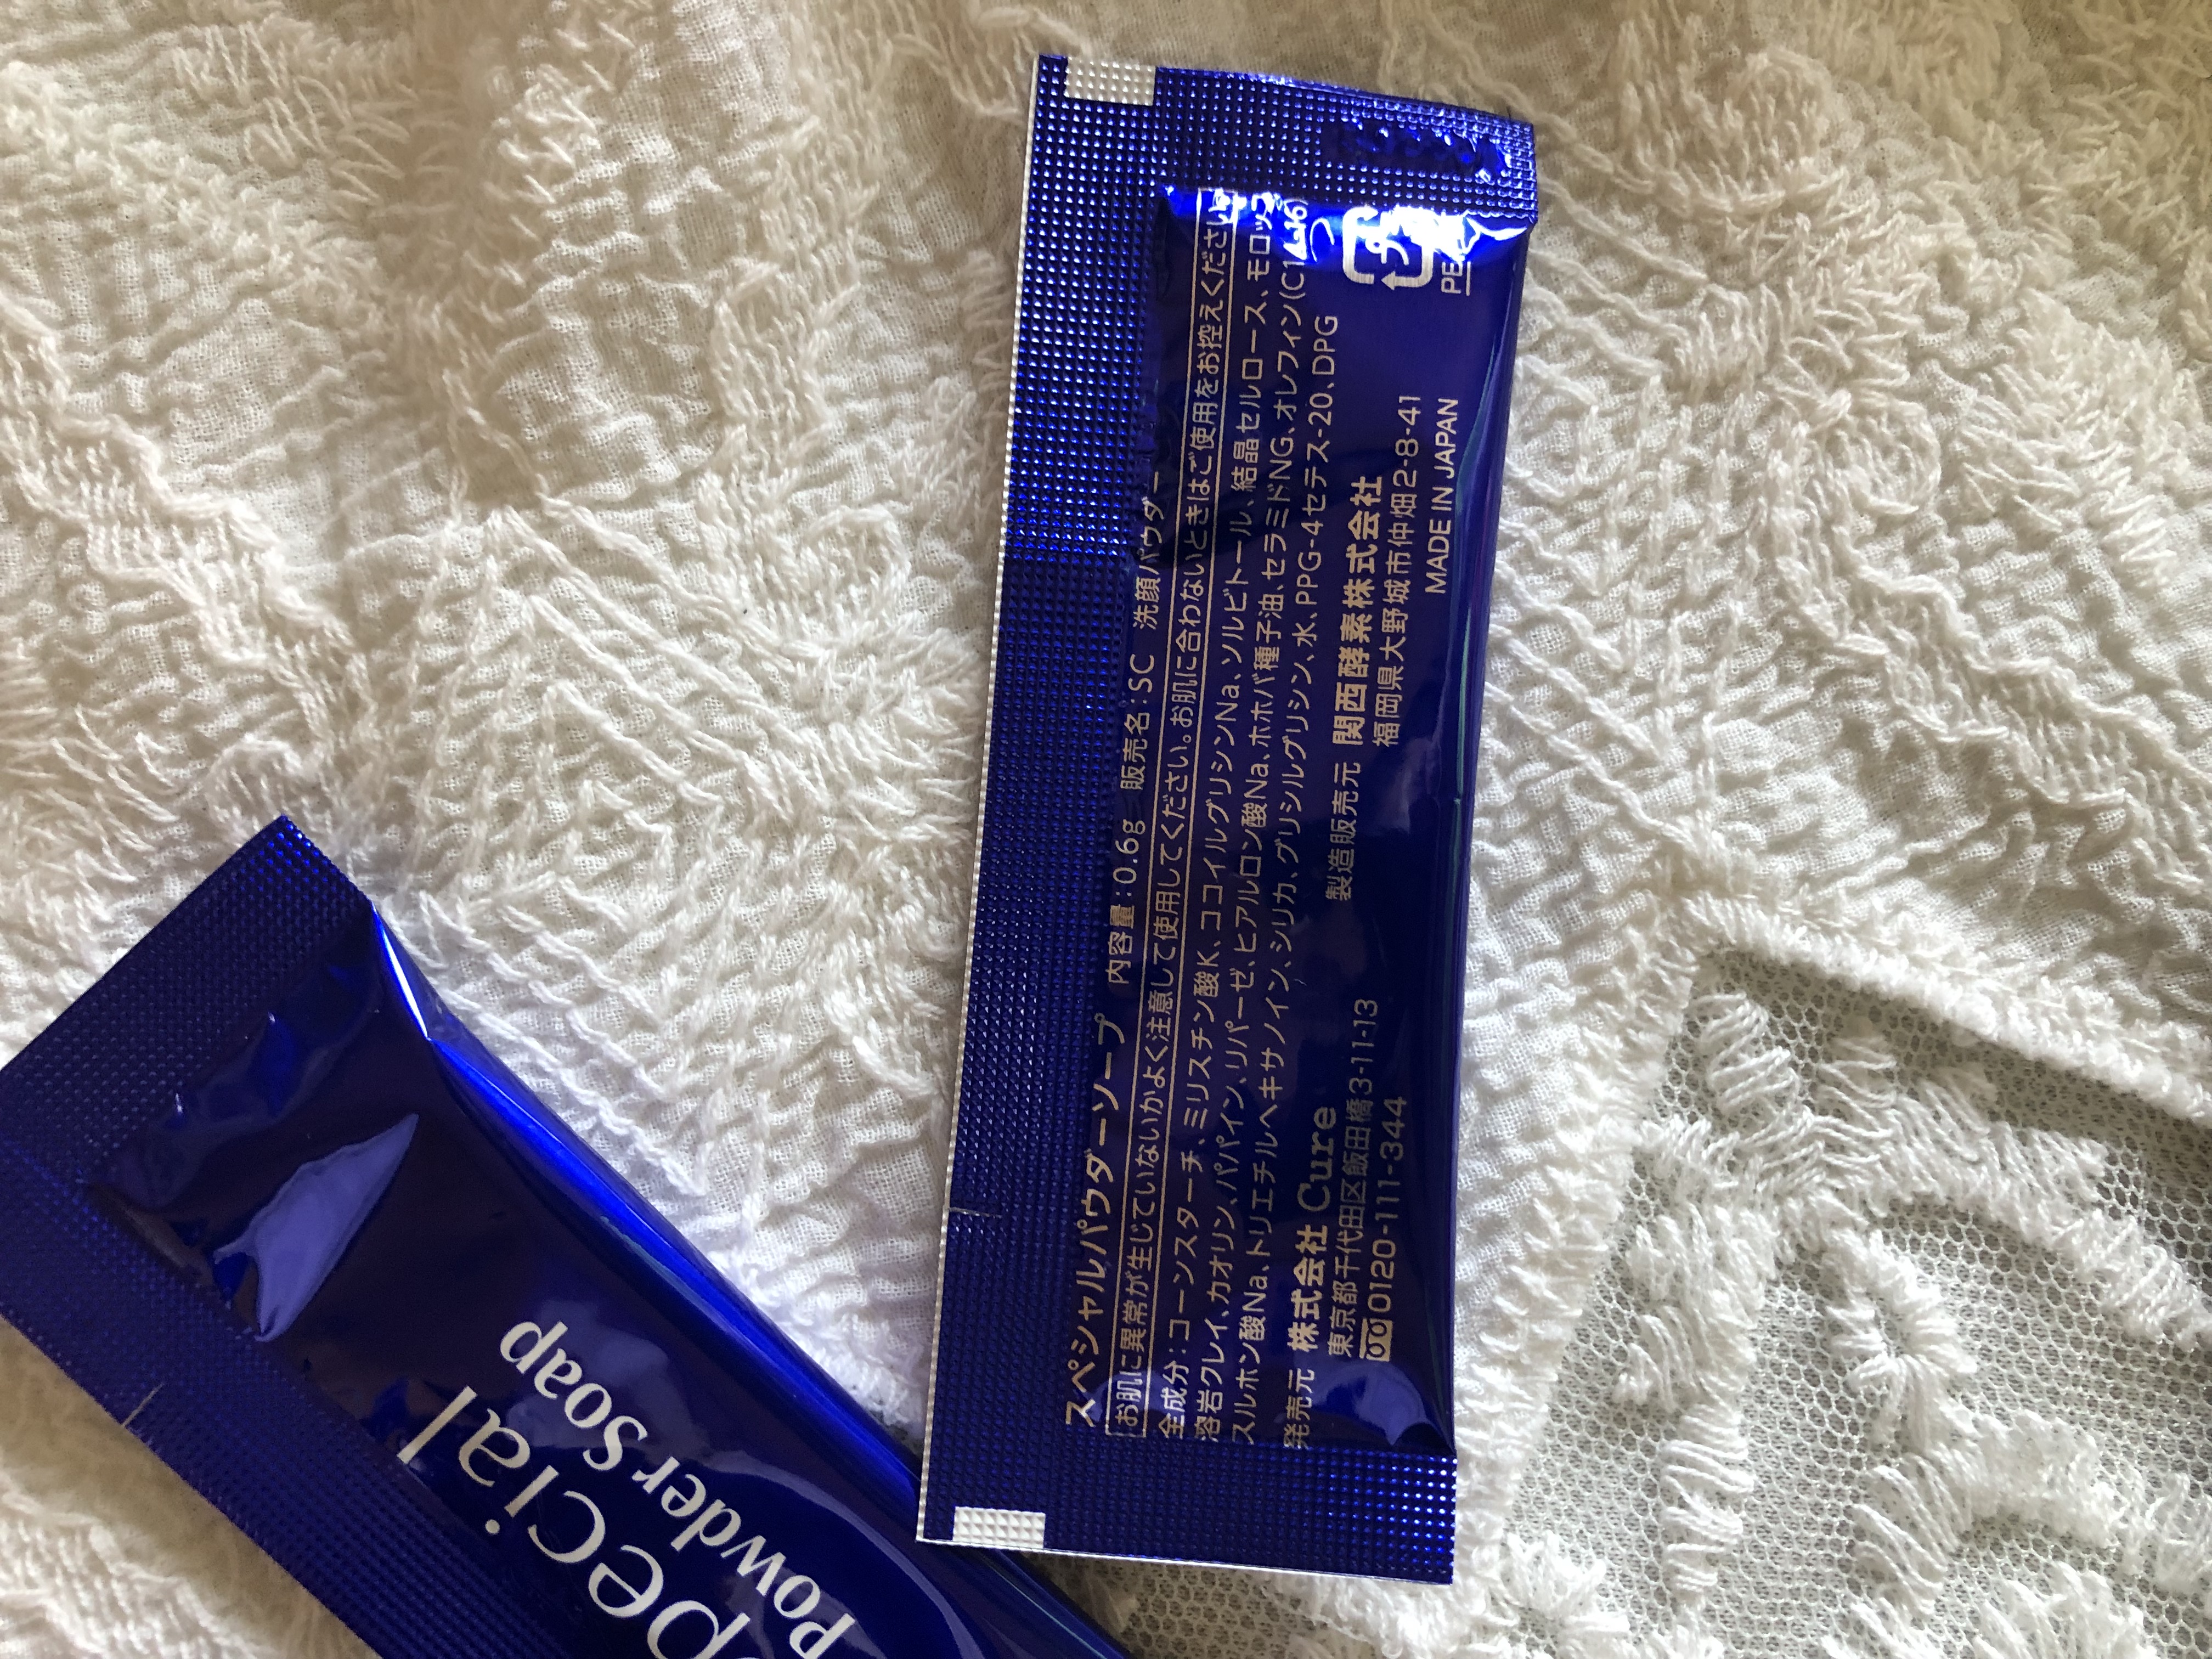 スペシャルパウダーソープ 内容量:0.6g 販売名:SC 洗顔パウダー
お肌に異常が生じていないかよく注意して使用してください。お肌に合わないときはご使用をお控えください
全成分:コーンスターチ、ミリスチン酸K、ココイルグリシンNa、ソルビトール、結晶セルロース、モロッコ
溶岩クレイ、カオリン、パパイン、リパーゼ、ヒアルロン酸Na、ホホバ種子油、セラミドNG、オレフィン(C14-16)
スルホン酸Na、トリエチルヘキサノイン、シリカ、グリシルグリシン、水、PPG-4セテス-20、DPG
発売元 株式会社 Cure
東京都千代田区飯田橋3-11-13
0120-111-344
製造販売元 関西酵素株式会社
福岡県大野城市仲畑2-8-41
MADE IN JAPAN
プラ
pecial
Powder Soap